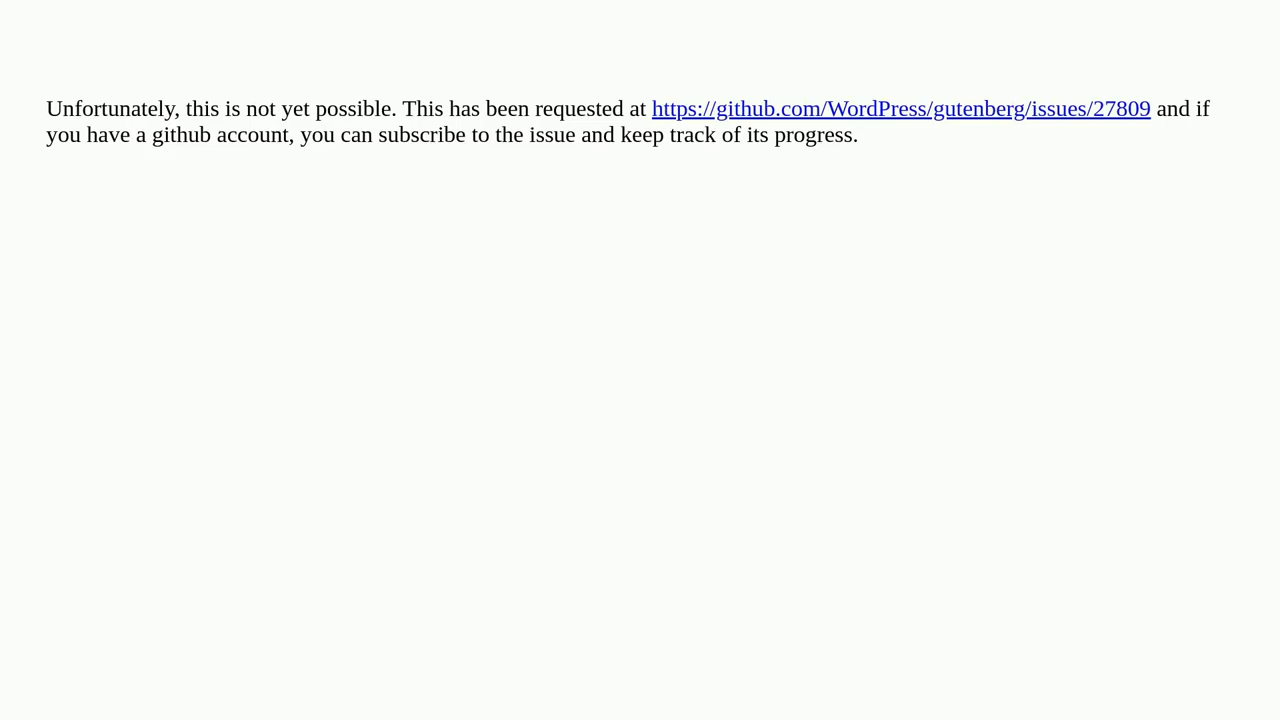 Unfortunately, this is not yet possible. This has been requested at https://github.com/WordPress/gutenberg/issues/27809 and if
you have a github account, you can subscribe to the issue and keep track of its progress.